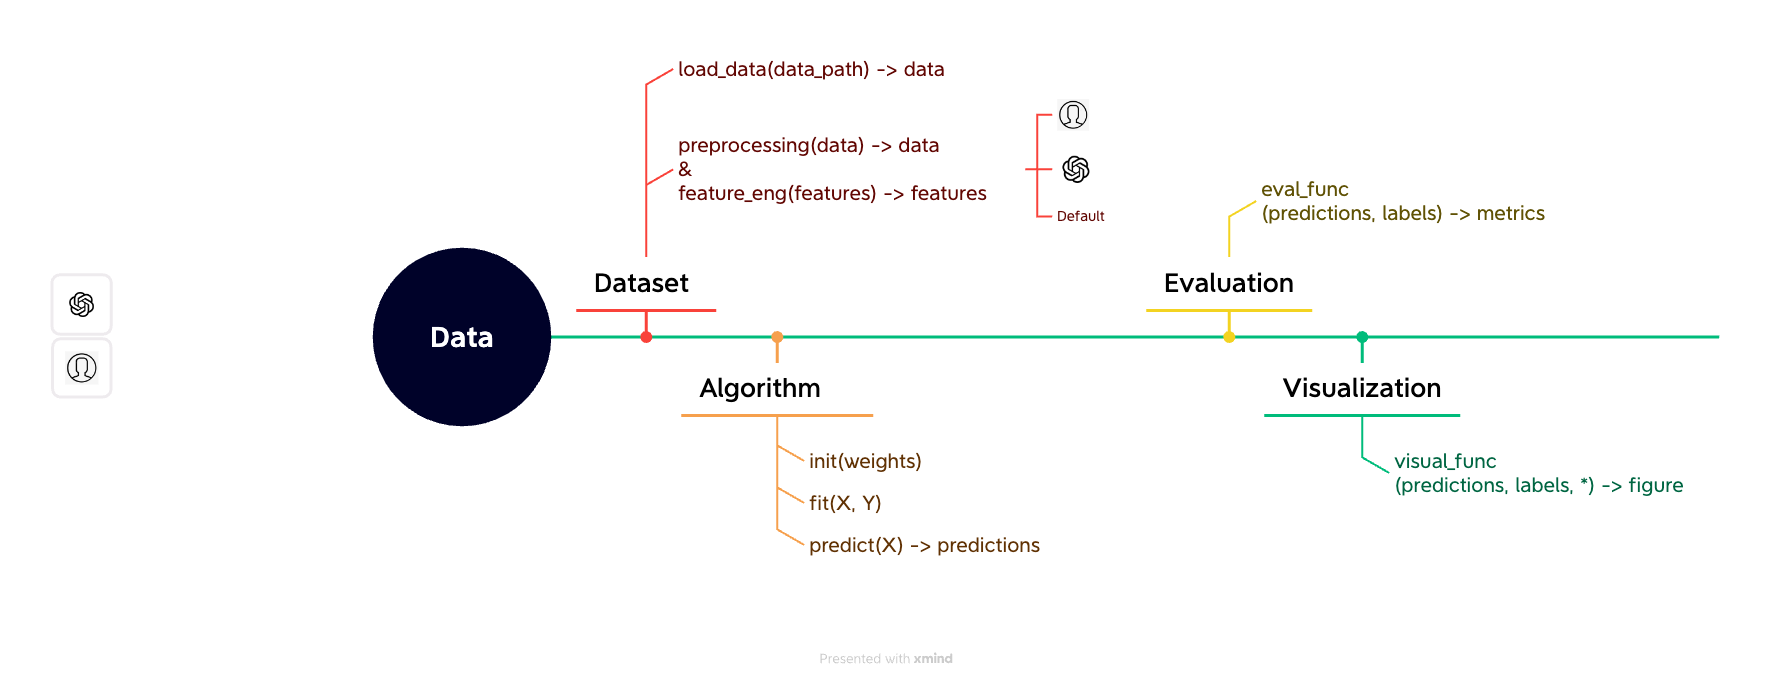 load_data(data_path) -> data
preprocessing(data) -> data
&
feature_eng(features) -> features
Default
eval_func
(predictions, labels) -> metrics
Dataset
Evaluation
Data
Algorithm
Visualization
init(weights)
fit(X, Y)
predict(X) -> predictions
visual_func
(predictions, labels, *) -> figure
Presented with xmind